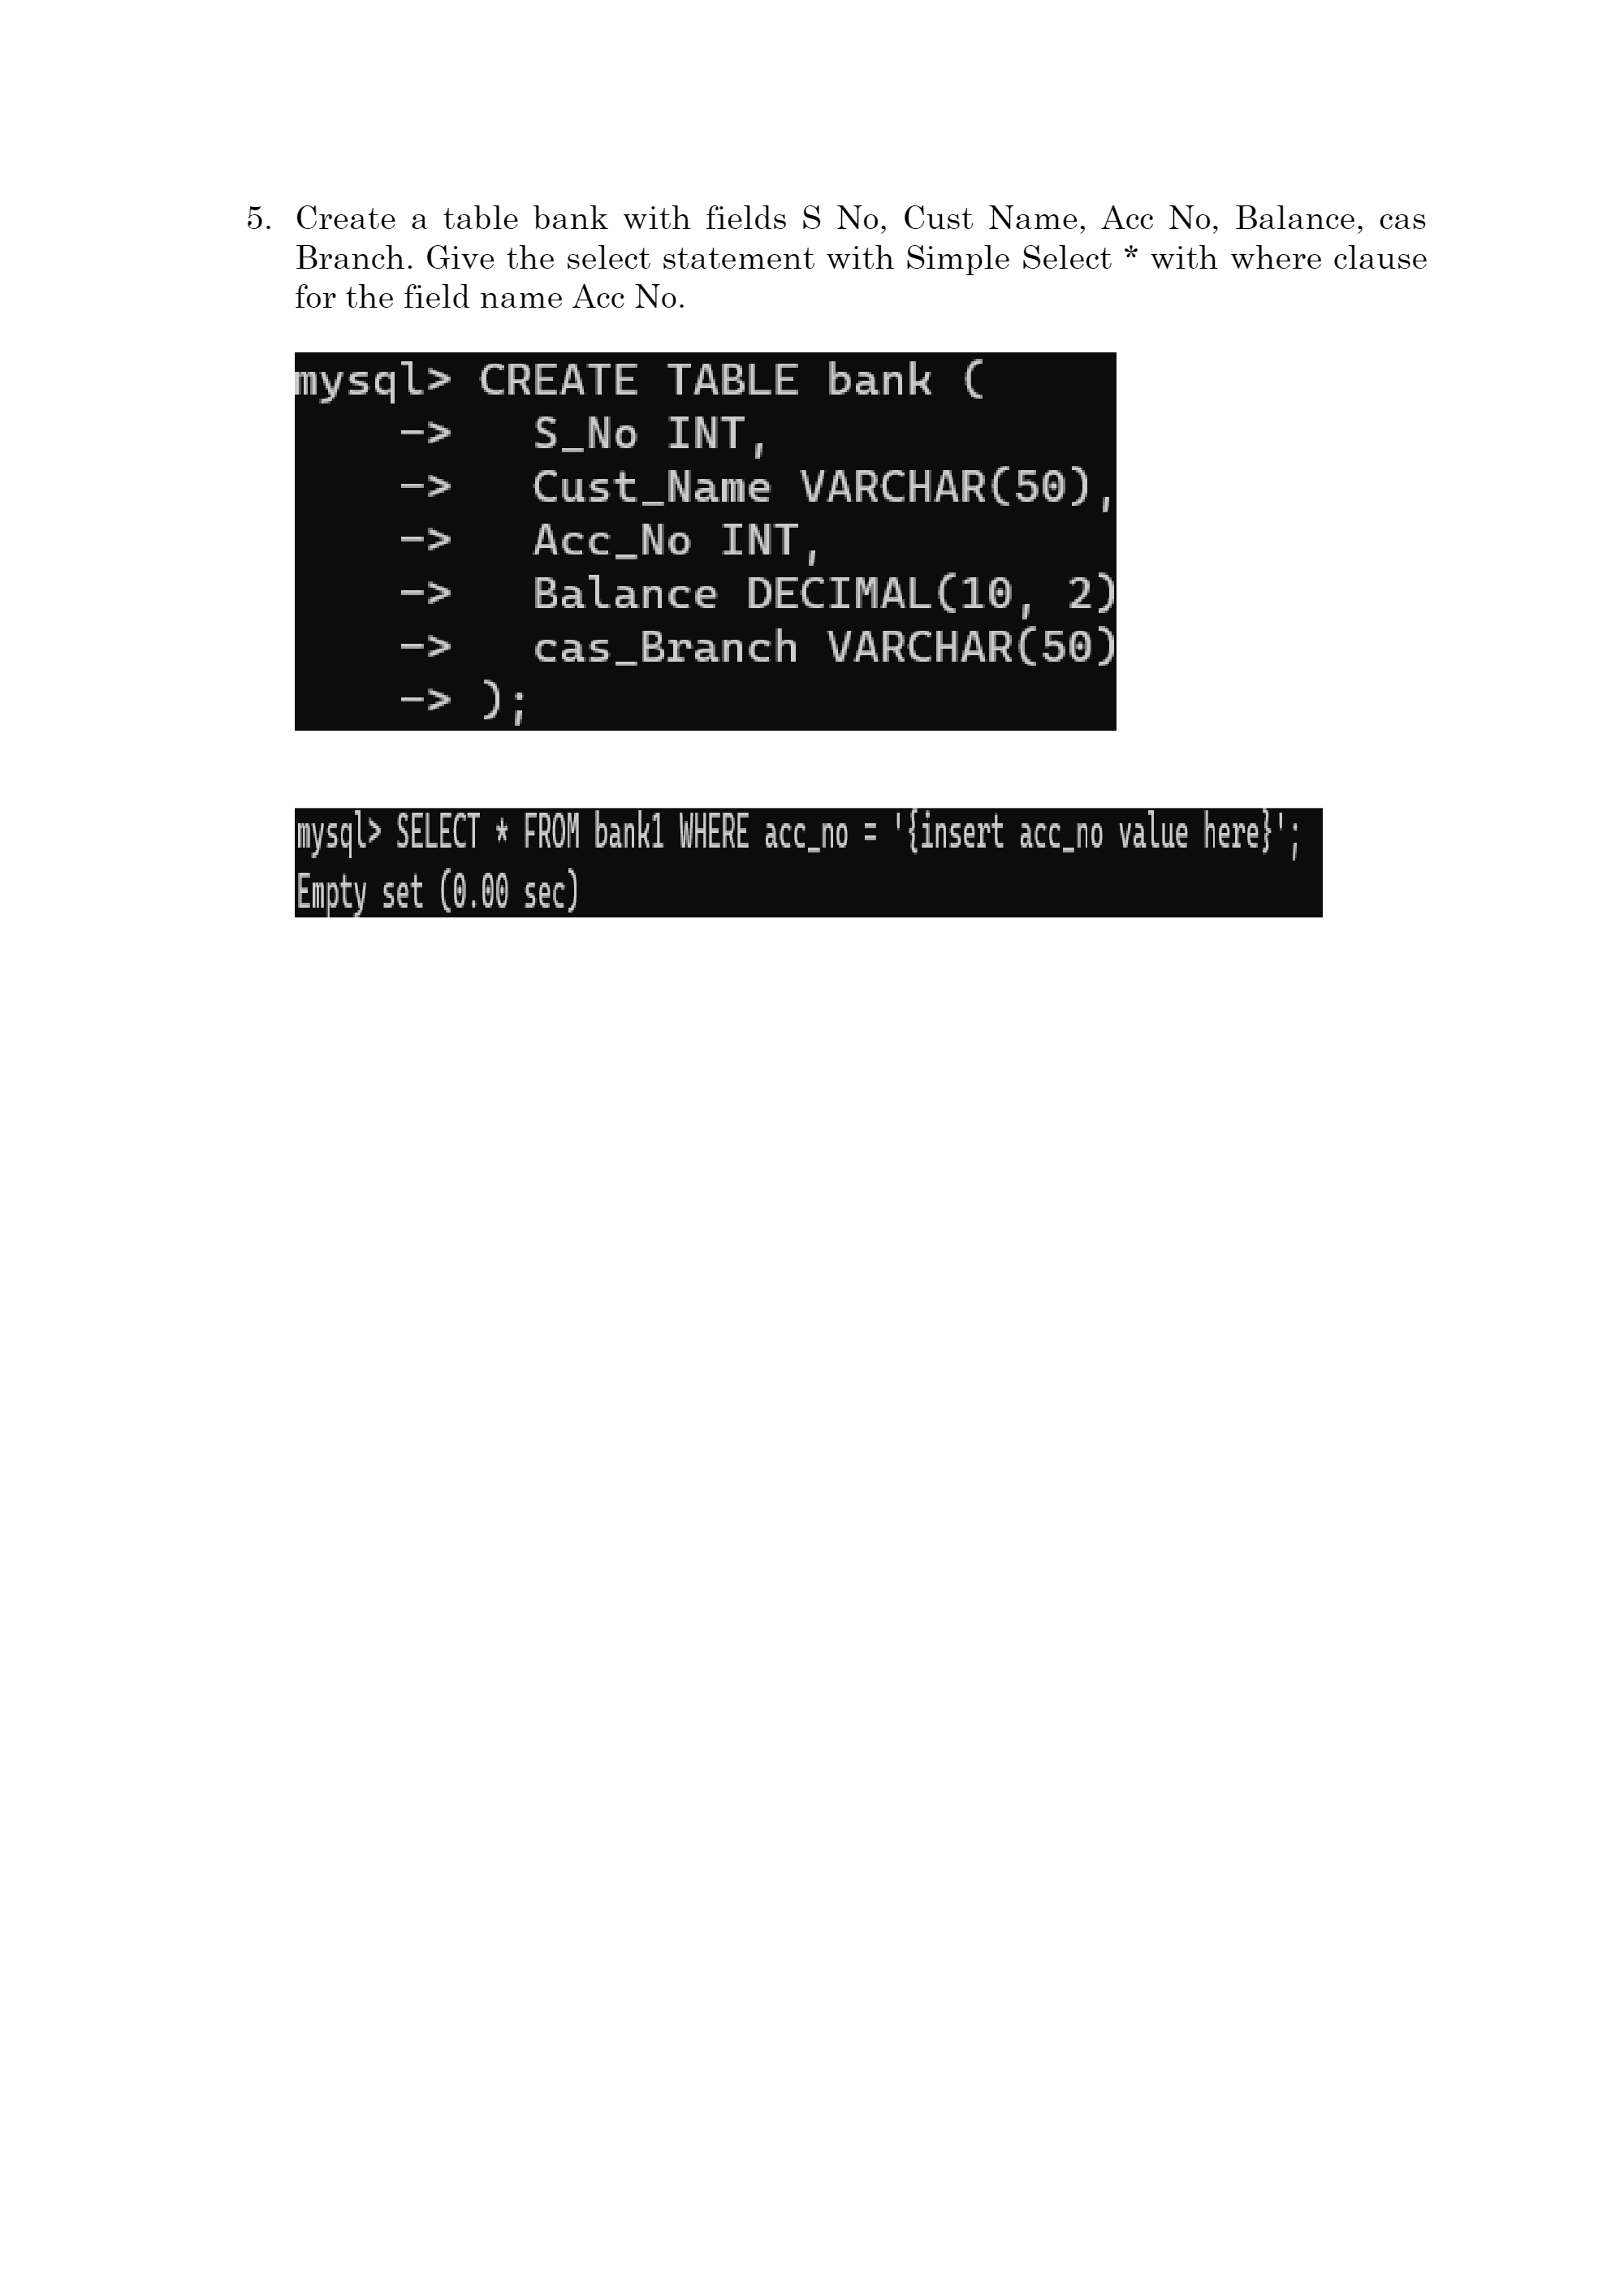 5. Create a table bank with fields S No, Cust Name, Acc No, Balance, cas
Branch. Give the select statement with Simple Select * with where clause
for the field name Acc No.
mysql> CREATE TABLE bank (
-> S_No INT,
-> Cust_Name VARCHAR(50),
-> Acc_No INT,
-> Balance DECIMAL(10, 2)
-> cas_Branch VARCHAR(50)
-> );
mysql> SELECT * FROM bank1 WHERE acc_no = '{insert acc_no value here}';
Empty set (0.00 sec)